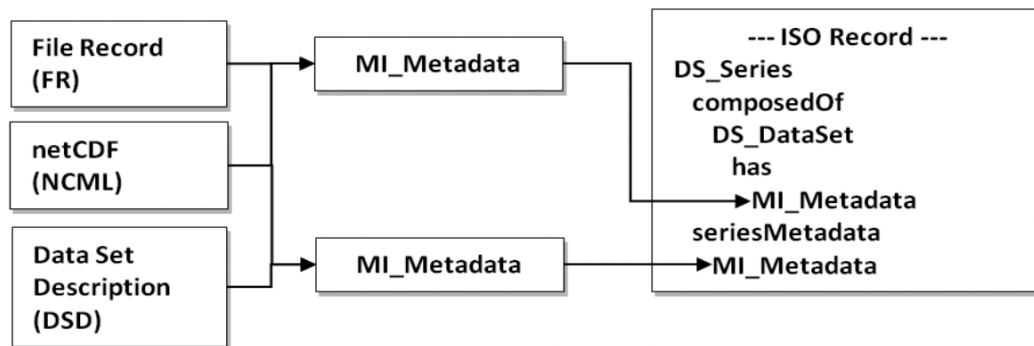 File Record
(FR)
netCDF
(NCML)
Data Set
Description
(DSD)
MI_Metadata
MI_Metadata
--- ISO Record ---
DS_Series
composedOf
DS_DataSet
has
MI_Metadata
seriesMetadata
MI_Metadata